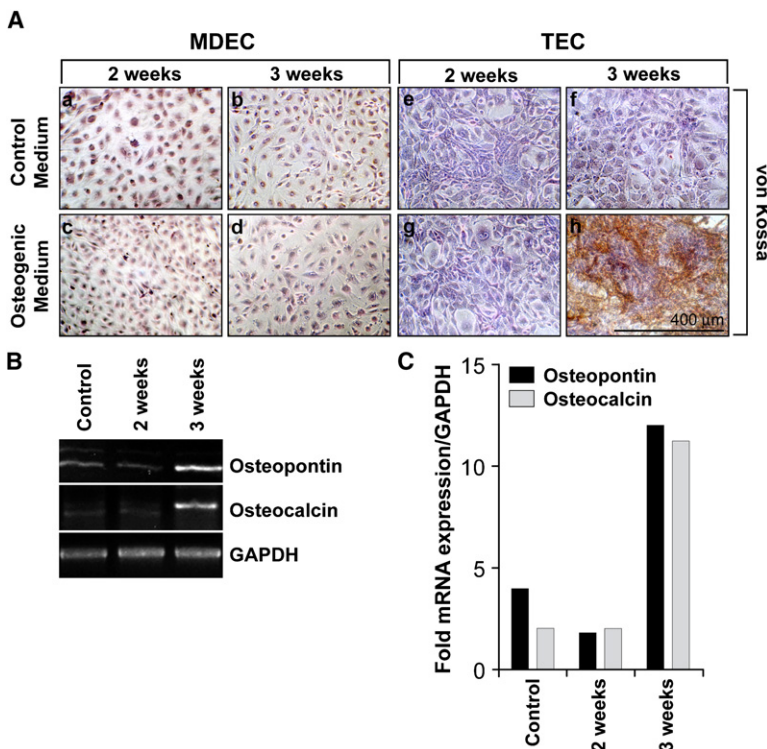 A
MDEC
TEC
2 weeks
3 weeks
2 weeks
3 weeks
Control
Medium
a
b
e
f
Osteogenic
Medium
c
d
g
h
400 µm
von Kossa
B
Control
2 weeks
3 weeks
Osteopontin
Osteocalcin
GAPDH
C
Fold mRNA expression/GAPDH
15
10
5
0
Osteopontin
Osteocalcin
Control
2 weeks
3 weeks